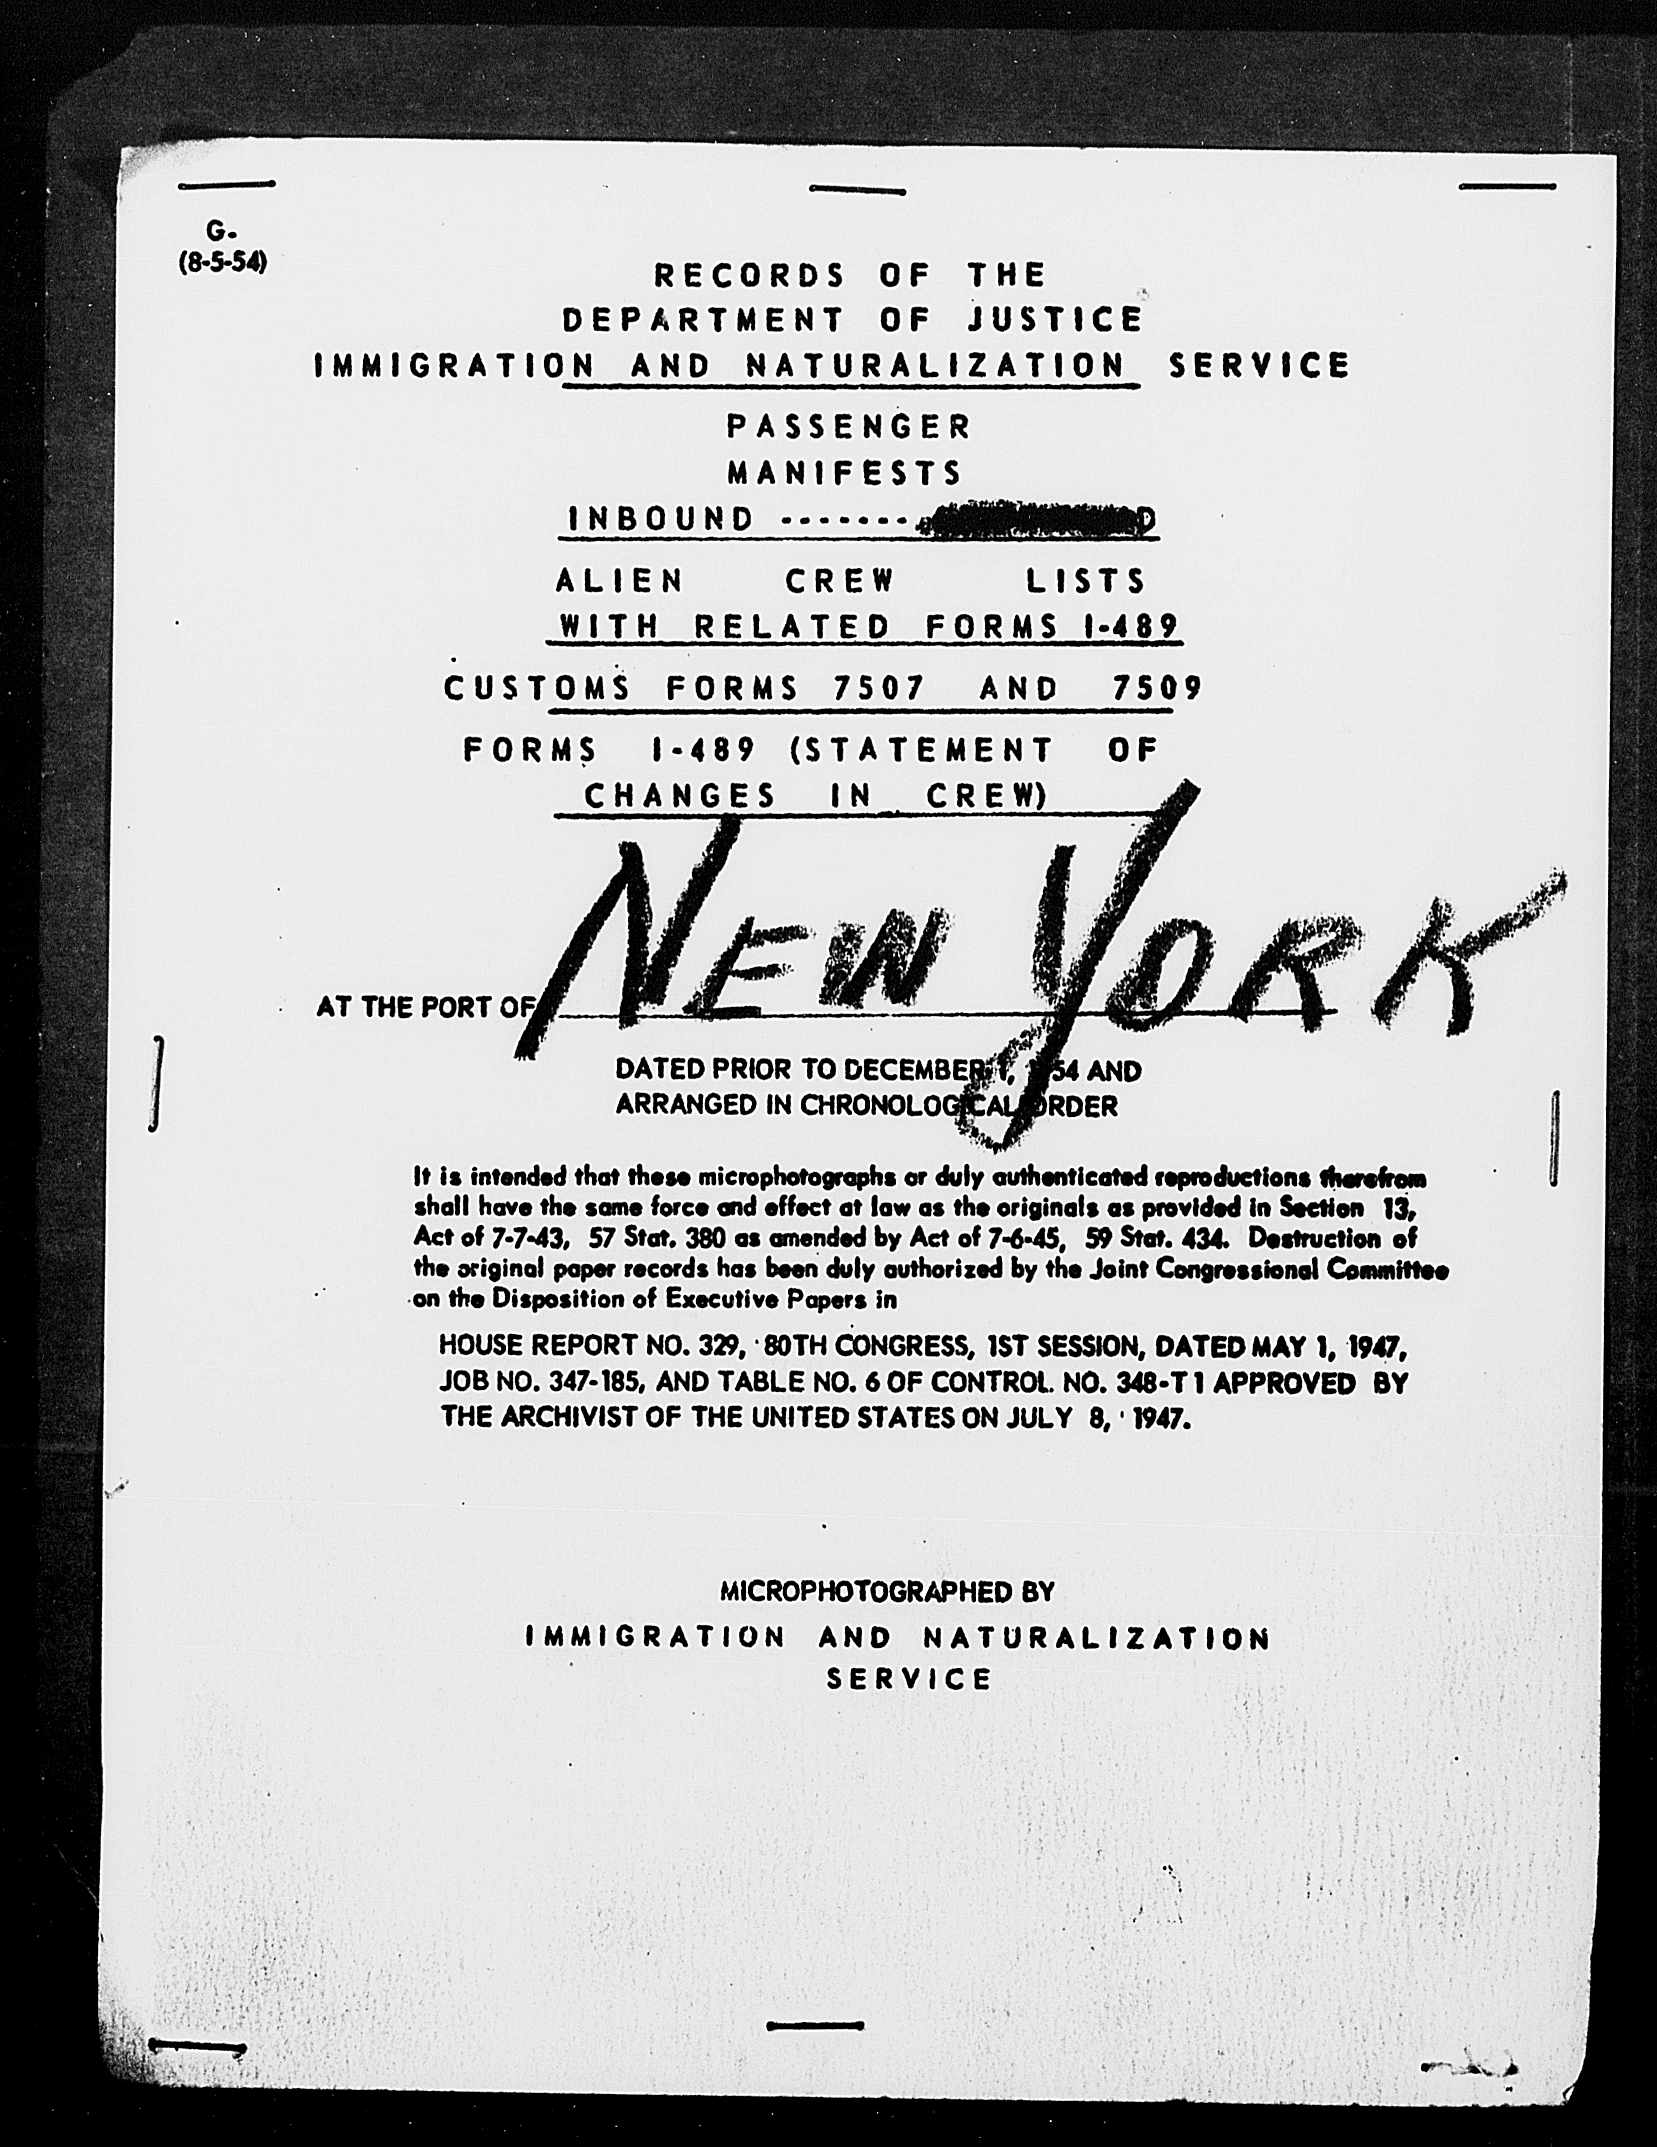 G-
(8-5-54)
RECORDS OF THE
DEPARTMENT OF JUSTICE
IMMIGRATION AND NATURALIZATION SERVICE
PASSENGER
MANIFESTS
INBOUND -------
ALIEN CREW LISTS
WITH RELATED FORMS I-489
CUSTOMS FORMS 7507 AND 7509
FORMS I-489 (STATEMENT OF
CHANGES IN CREW)
AT THE PORT OF NEW YORK
DATED PRIOR TO DECEMBER 1, 1954 AND
ARRANGED IN CHRONOLOGICAL ORDER
It is intended that these microphotographs or duly authenticated reproductions therefrom
shall have the same force and effect at law as the originals as provided in Section 13,
Act of 7-7-43, 57 Stat. 380 as amended by Act of 7-6-45, 59 Stat. 434. Destruction of
the original paper records has been duly authorized by the Joint Congressional Committee
on the Disposition of Executive Papers in
HOUSE REPORT NO. 329, 80TH CONGRESS, 1ST SESSION, DATED MAY 1, 1947,
JOB NO. 347-185, AND TABLE NO. 6 OF CONTROL NO. 348-T1 APPROVED BY
THE ARCHIVIST OF THE UNITED STATES ON JULY 8, 1947.
MICROPHOTOGRAPHED BY
IMMIGRATION AND NATURALIZATION
SERVICE